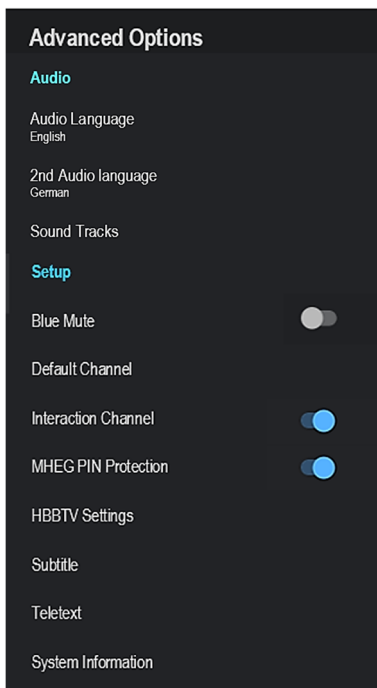 Advanced Options
Audio
Audio Language
English
2nd Audio language
German
Sound Tracks
Setup
Blue Mute
Default Channel
Interaction Channel
MHEG PIN Protection
HBBTV Settings
Subtitle
Teletext
System Information